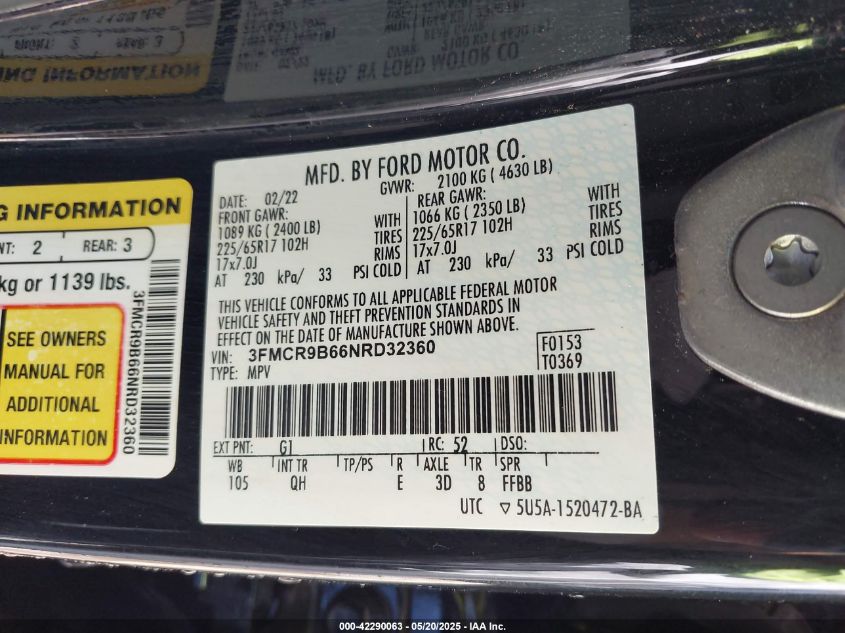 MFD. BY FORD MOTOR CO.
DATE: 02/22
GVWR: 2100 KG ( 4630 LB)
FRONT GAWR:
1089 KG ( 2400 LB) WITH
225/65R17 102H TIRES
17x7.0J RIMS
AT 230 kPa/ 33 PSI COLD
REAR GAWR: WITH
1066 KG ( 2350 LB) TIRES
225/65R17 102H RIMS
17x7.0J
AT 230 kPa/ 33 PSI COLD
THIS VEHICLE CONFORMS TO ALL APPLICABLE FEDERAL MOTOR
VEHICLE SAFETY AND THEFT PREVENTION STANDARDS IN
EFFECT ON THE DATE OF MANUFACTURE SHOWN ABOVE.
VIN: 3FMCR9B66NRD32360
TYPE: MPV
F0153
T0369
EXT PNT: G1 RC: 52 DSO:
WB INT TR TP/PS R AXLE TR SPR
105 QH E 3D 8 FFBB
UTC ▽ 5U5A-1520472-BA
INFORMATION
2 REAR: 3
kg or 1139 lbs.
SEE OWNERS
MANUAL FOR
ADDITIONAL
INFORMATION
3FMCR9B66NRD32360
000-42290063 - 05/20/2025 - IAA Inc.